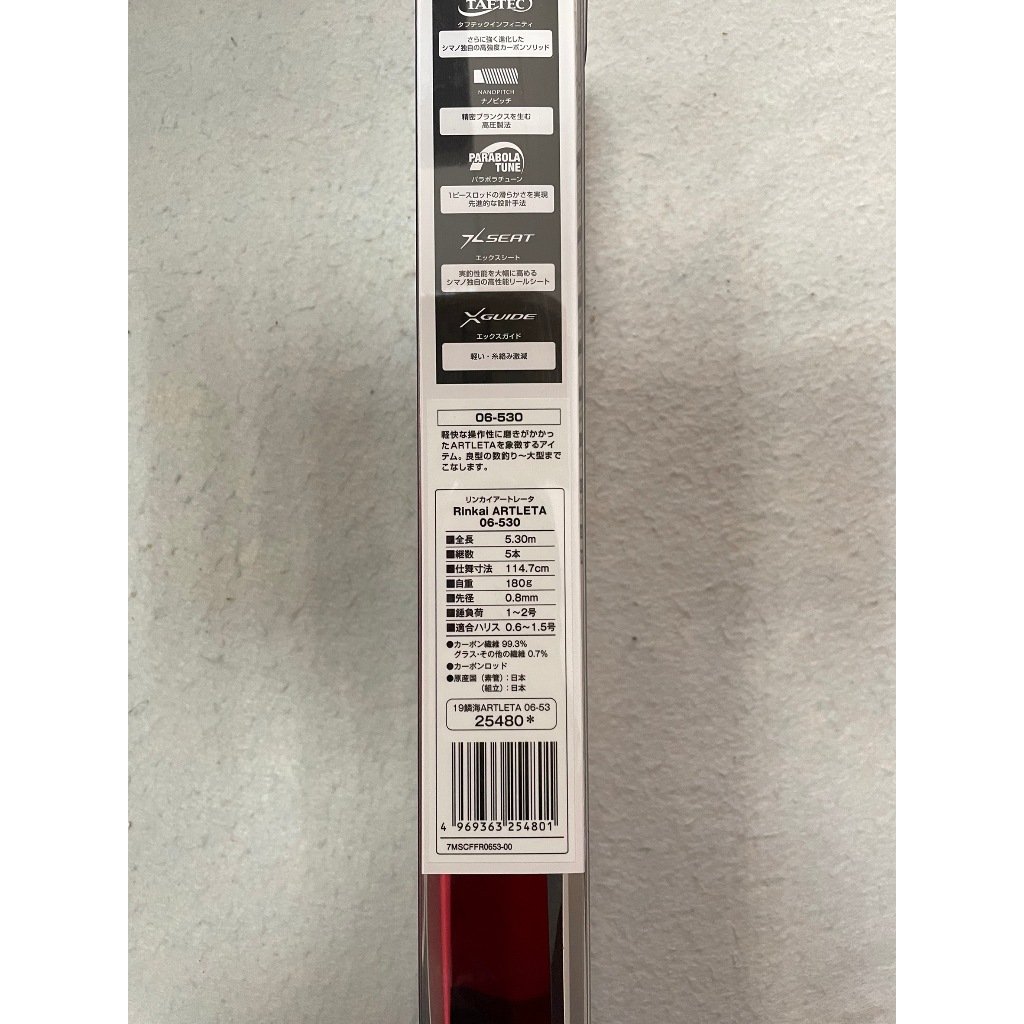 TAFTEC
タフテックインフィニティ
さらに強く進化した
シマノ独自の高強度カーボンソリッド
NANOPITCH
ナノピッチ
精密ブランクスを生む
高圧製法
PARABOLA
TUNE
パラボラチューン
1ピースロッドの滑らかさを実現
先進的な設計手法
X SEAT
エックスシート
実釣性能を大幅に高める
シマノ独自の高性能リールシート
XGUIDE
エックスガイド
軽い・糸絡み激減
06-530
軽快な操作性に磨きがかかっ
たARTLETAを象徴するアイ
テム。良型の数釣り〜大型まで
こなします。
リンカイアートレータ
Rinkai ARTLETA
06-530
■全長 5.30m
■継数 5本
■仕舞寸法 114.7cm
■自重 180g
■先径 0.8mm
■錘負荷 1〜2号
■適合ハリス 0.6〜1.5号
●カーボン繊維 99.3%
グラス・その他の繊維 0.7%
●カーボンロッド
●原産国（素管）：日本
（組立）：日本
19鱗海ARTLETA 06-53
25480*
4 969363 254801
7MSCFFR0653-00